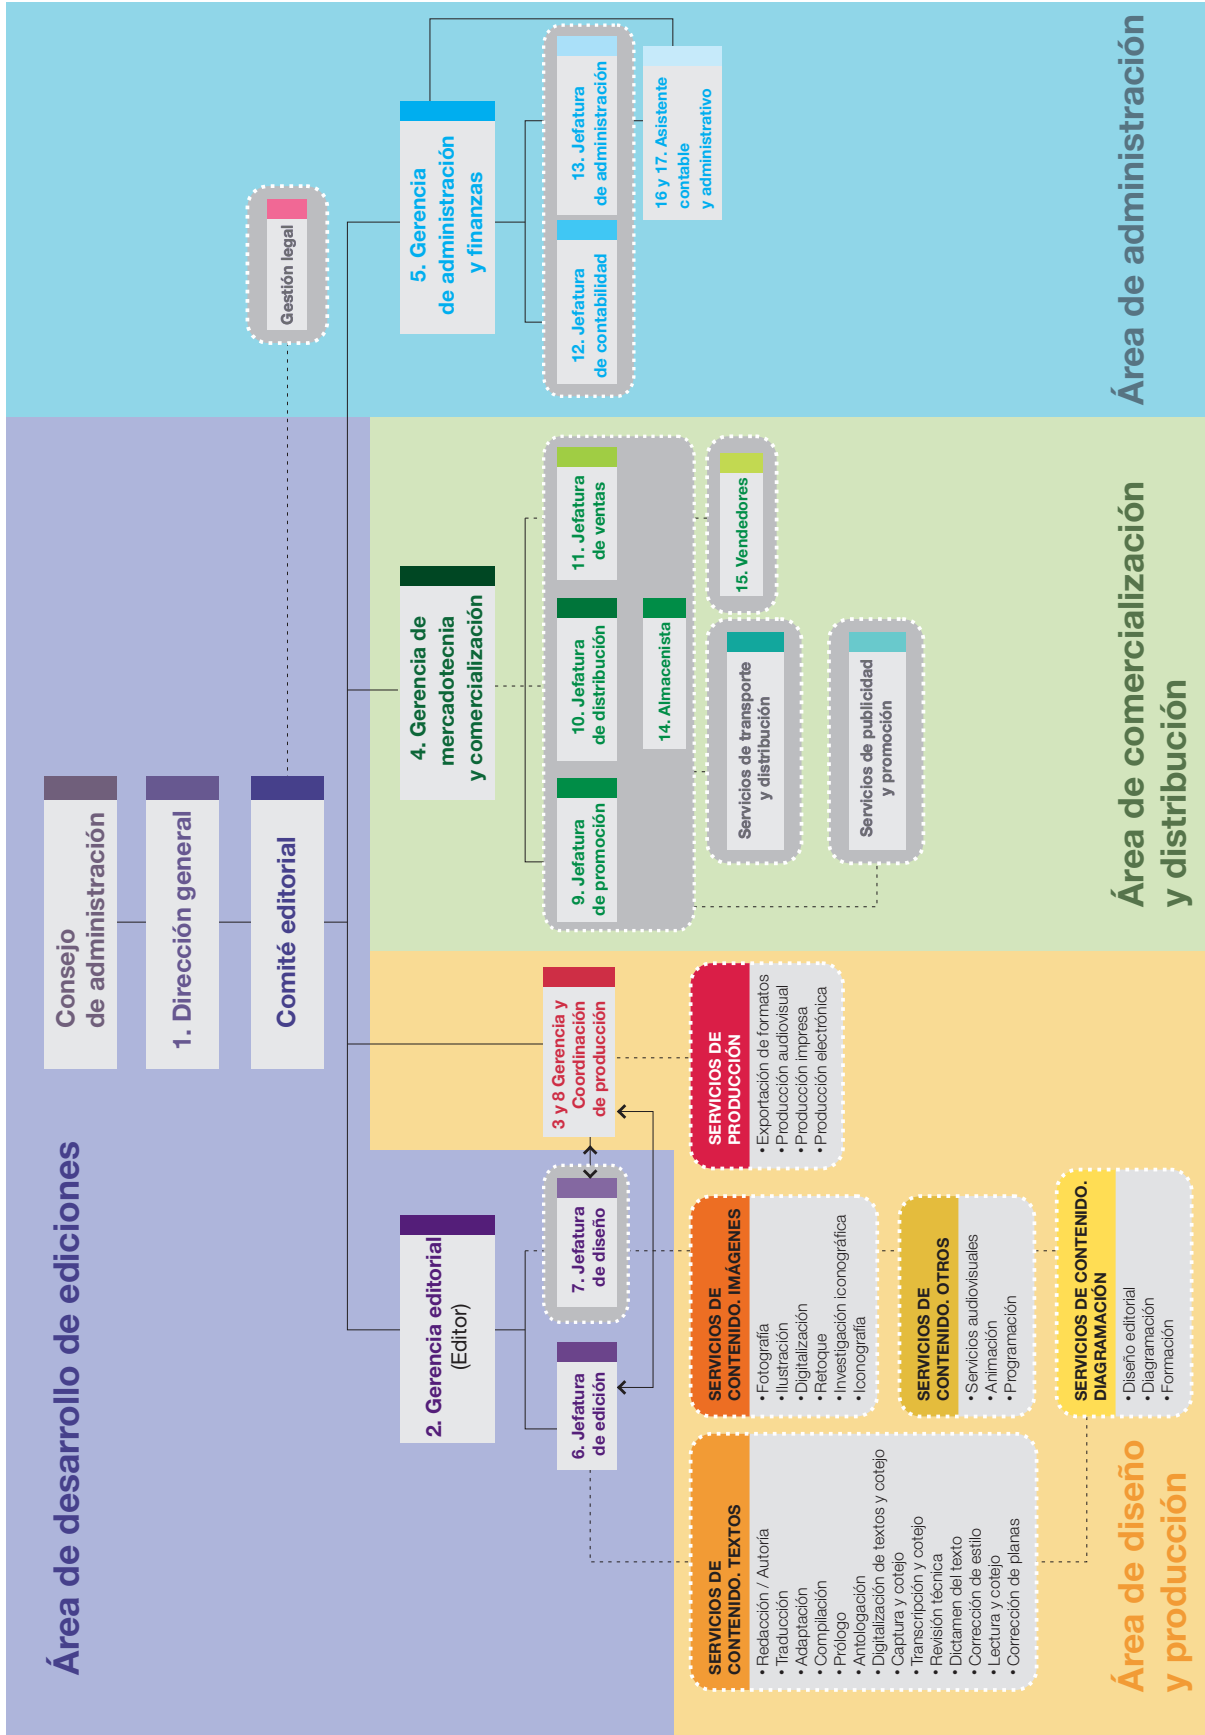 Área de desarrollo de ediciones
Consejo
de administración
1. Dirección general
Comité editorial
Gestión legal
2. Gerencia editorial
(Editor)
6. Jefatura
de edición
7. Jefatura
de diseño
3 y 8 Gerencia y
Coordinación
de producción
4. Gerencia de
mercadotecnia
y comercialización
9. Jefatura
de promoción
10. Jefatura
de distribución
11. Jefatura
de ventas
14. Almacenista
15. Vendedores
Servicios de transporte
y distribución
Servicios de publicidad
y promoción
5. Gerencia
de administración
y finanzas
12. Jefatura
de contabilidad
13. Jefatura
de administración
16 y 17. Asistente
contable
y administrativo
SERVICIOS DE
CONTENIDO. TEXTOS
• Redacción / Autoría
• Traducción
• Adaptación
• Compilación
• Prólogo
• Antologación
• Digitalización de textos y cotejo
• Captura y cotejo
• Transcripción y cotejo
• Revisión técnica
• Dictamen del texto
• Corrección de estilo
• Lectura y cotejo
• Corrección de planas
SERVICIOS DE
CONTENIDO. IMÁGENES
• Fotografía
• Ilustración
• Digitalización
• Retoque
• Investigación iconográfica
• Iconografía
SERVICIOS DE
CONTENIDO. OTROS
• Servicios audiovisuales
• Animación
• Programación
SERVICIOS DE CONTENIDO.
DIAGRAMACIÓN
• Diseño editorial
• Diagramación
• Formación
SERVICIOS DE
PRODUCCIÓN
• Exportación de formatos
• Producción audiovisual
• Producción impresa
• Producción electrónica
Área de diseño
y producción
Área de comercialización
y distribución
Área de administración